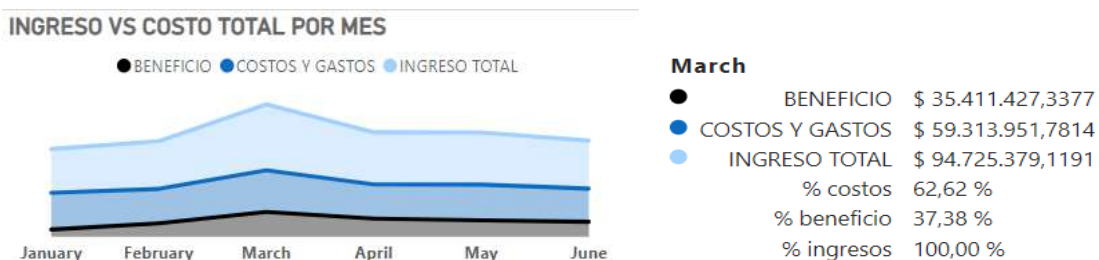 INGRESO VS COSTO TOTAL POR MES
BENEFICIO COSTOS Y GASTOS INGRESO TOTAL
January February March April May June
March
BENEFICIO $ 35.411.427,3377
COSTOS Y GASTOS $ 59.313.951,7814
INGRESO TOTAL $ 94.725.379,1191
% costos 62,62 %
% beneficio 37,38 %
% ingresos 100,00 %